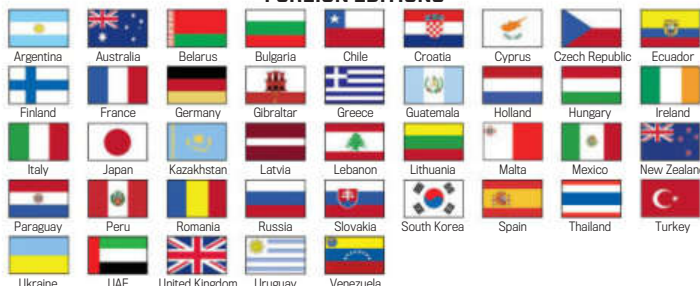 FOREIGN EDITIONS
Argentina Australia Belarus Bulgaria Chile Croatia Cyprus Czech Republic Ecuador
Finland France Germany Gibraltar Greece Guatemala Holland Hungary Ireland
Italy Japan Kazakhstan Latvia Lebanon Lithuania Malta Mexico New Zealand
Paraguay Peru Romania Russia Slovakia South Korea Spain Thailand Turkey
Ukraine UAE United Kingdom Uruguay Venezuela